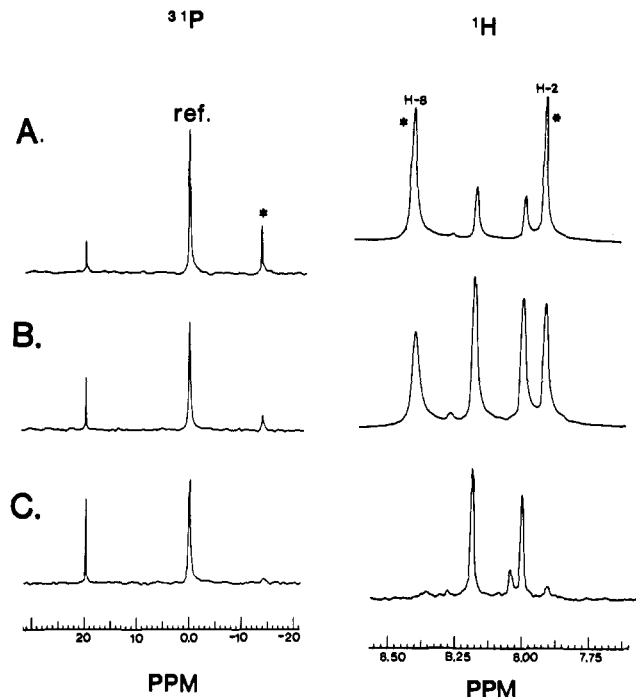 ³¹P
¹H
A.
ref.
*
* H-8
H-2 *
B.
C.
20 0.0 -10 -20
8.50 8.25 8.00 7.75
PPM
PPM